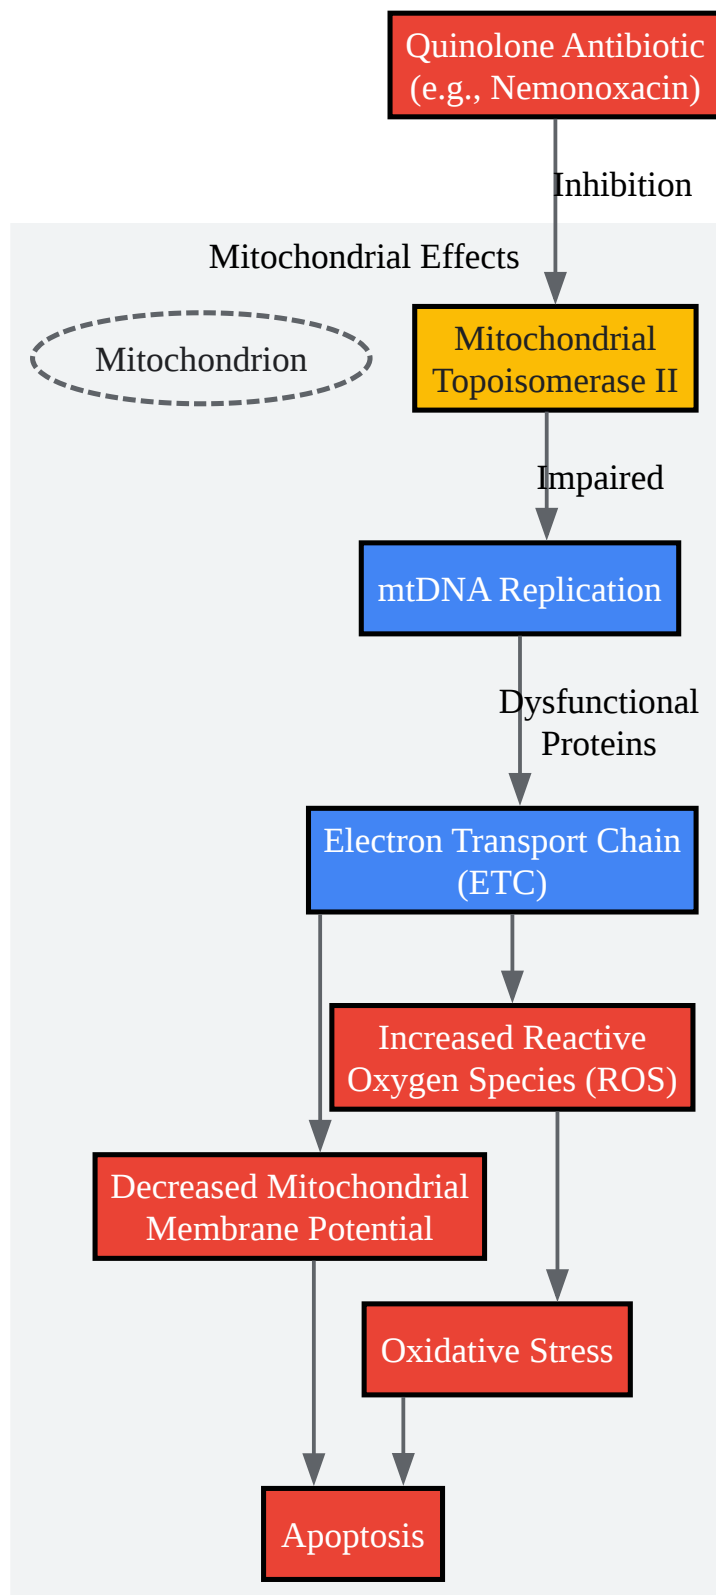 Quinolone Antibiotic
(e.g., Nemonoxacin)
Inhibition
Mitochondrial Effects
Mitochondrion
Mitochondrial
Topoisomerase II
Impaired
mtDNA Replication
Dysfunctional
Proteins
Electron Transport Chain
(ETC)
Increased Reactive
Oxygen Species (ROS)
Decreased Mitochondrial
Membrane Potential
Oxidative Stress
Apoptosis